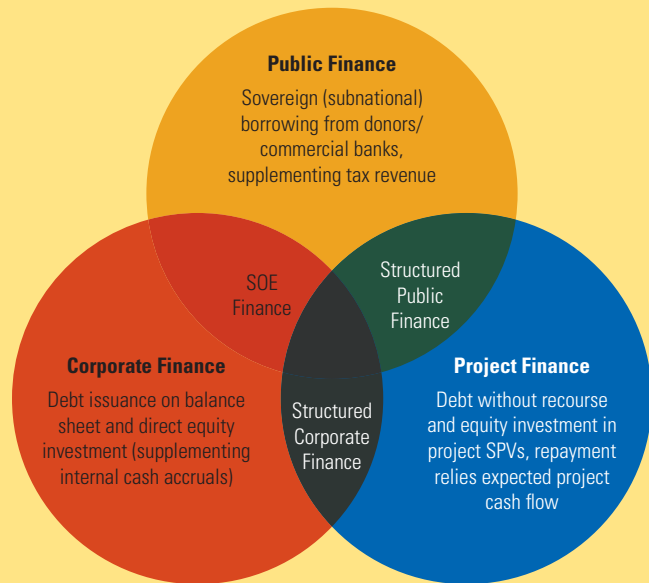 Public Finance
Sovereign (subnational)
borrowing from donors/
commercial banks,
supplementing tax revenue
SOE
Finance
Structured
Public
Finance
Corporate Finance
Debt issuance on balance
sheet and direct equity
investment (supplementing
internal cash accruals)
Structured
Corporate
Finance
Project Finance
Debt without recourse
and equity investment in
project SPVs, repayment
relies expected project
cash flow